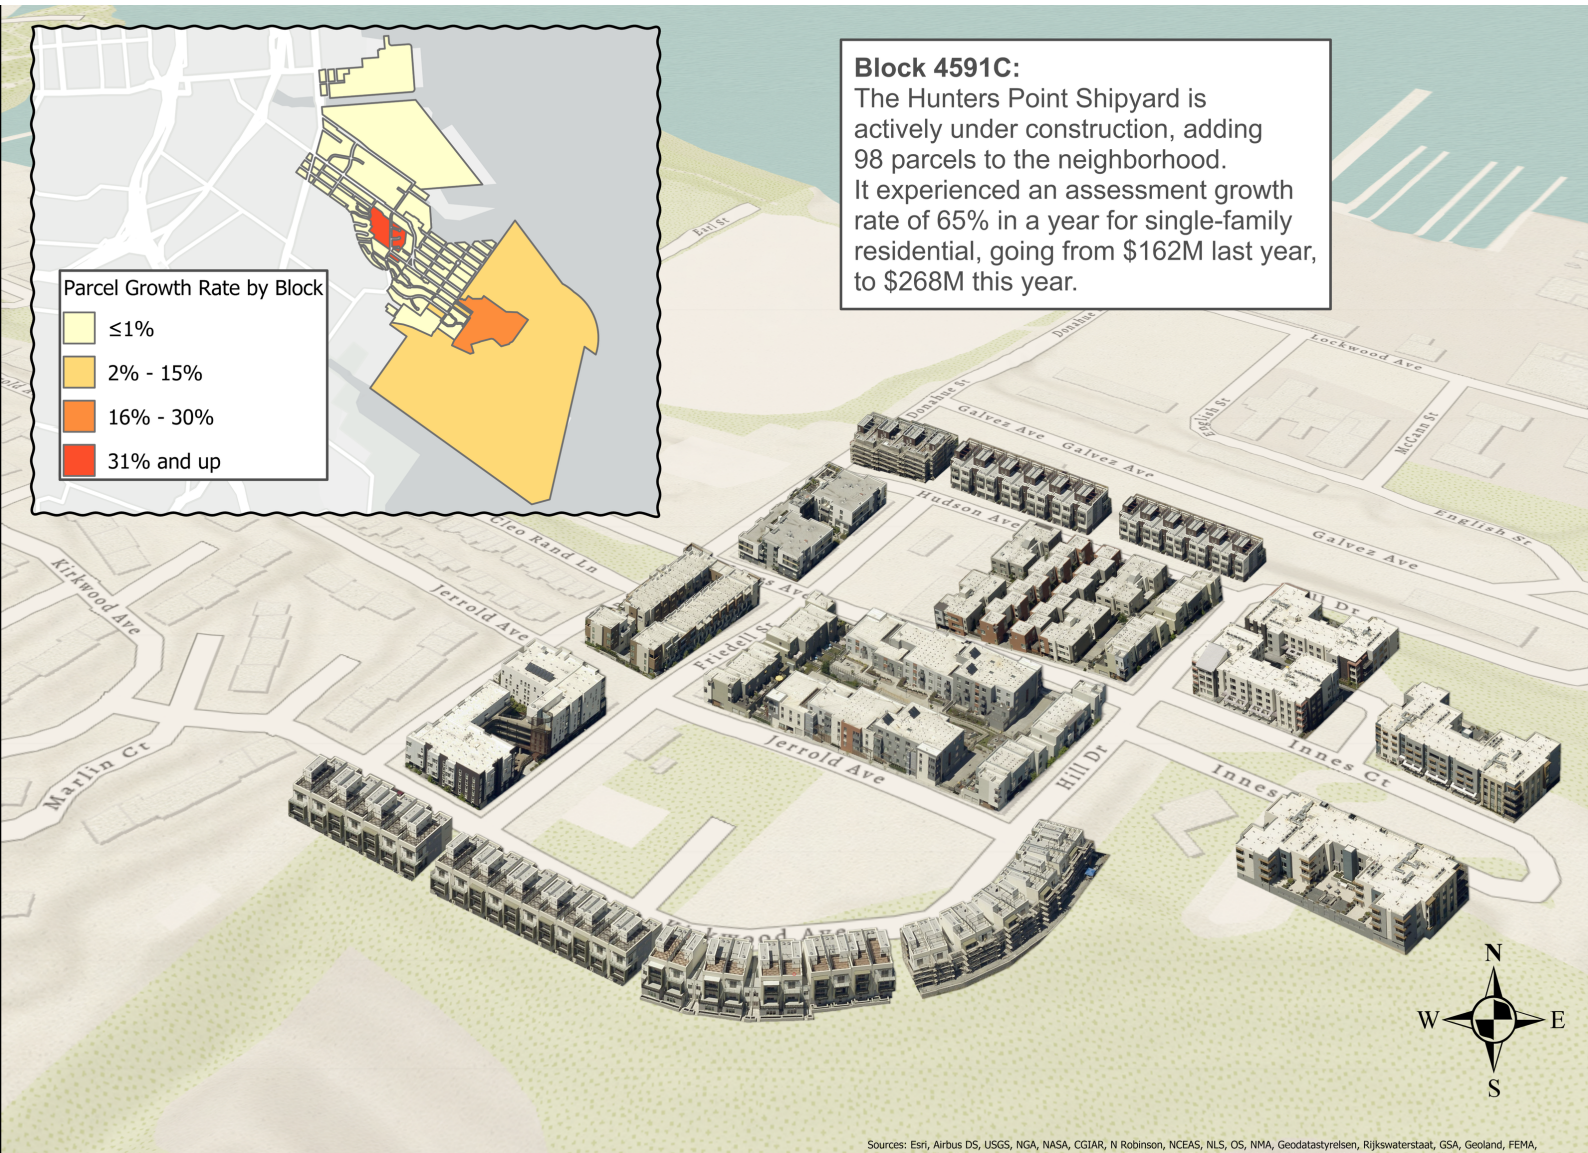 Block 4591C:
The Hunters Point Shipyard is
actively under construction, adding
98 parcels to the neighborhood.
It experienced an assessment growth
rate of 65% in a year for single-family
residential, going from $162M last year,
to $268M this year.
Parcel Growth Rate by Block
≤1%
2% - 15%
16% - 30%
31% and up
Earl St
Donahue
Lockwood Ave
Donahue St
English St
McCann St
Galvez Ave
Galvez Ave
Hudson Ave
English St
Galvez Ave
Cleo Rand Ln
Kirkwood Ave
Jerrold Ave
Ave
Dr
Friedell St
Marlin Ct
Jerrold Ave
Hill Dr
Innes Ct
Innes
Ave
N
W
E
S
Sources: Esri, Airbus DS, USGS, NGA, NASA, CGIAR, N Robinson, NCEAS, NLS, OS, NMA, Geodatastyrelsen, Rijkswaterstaat, GSA, Geoland, FEMA,